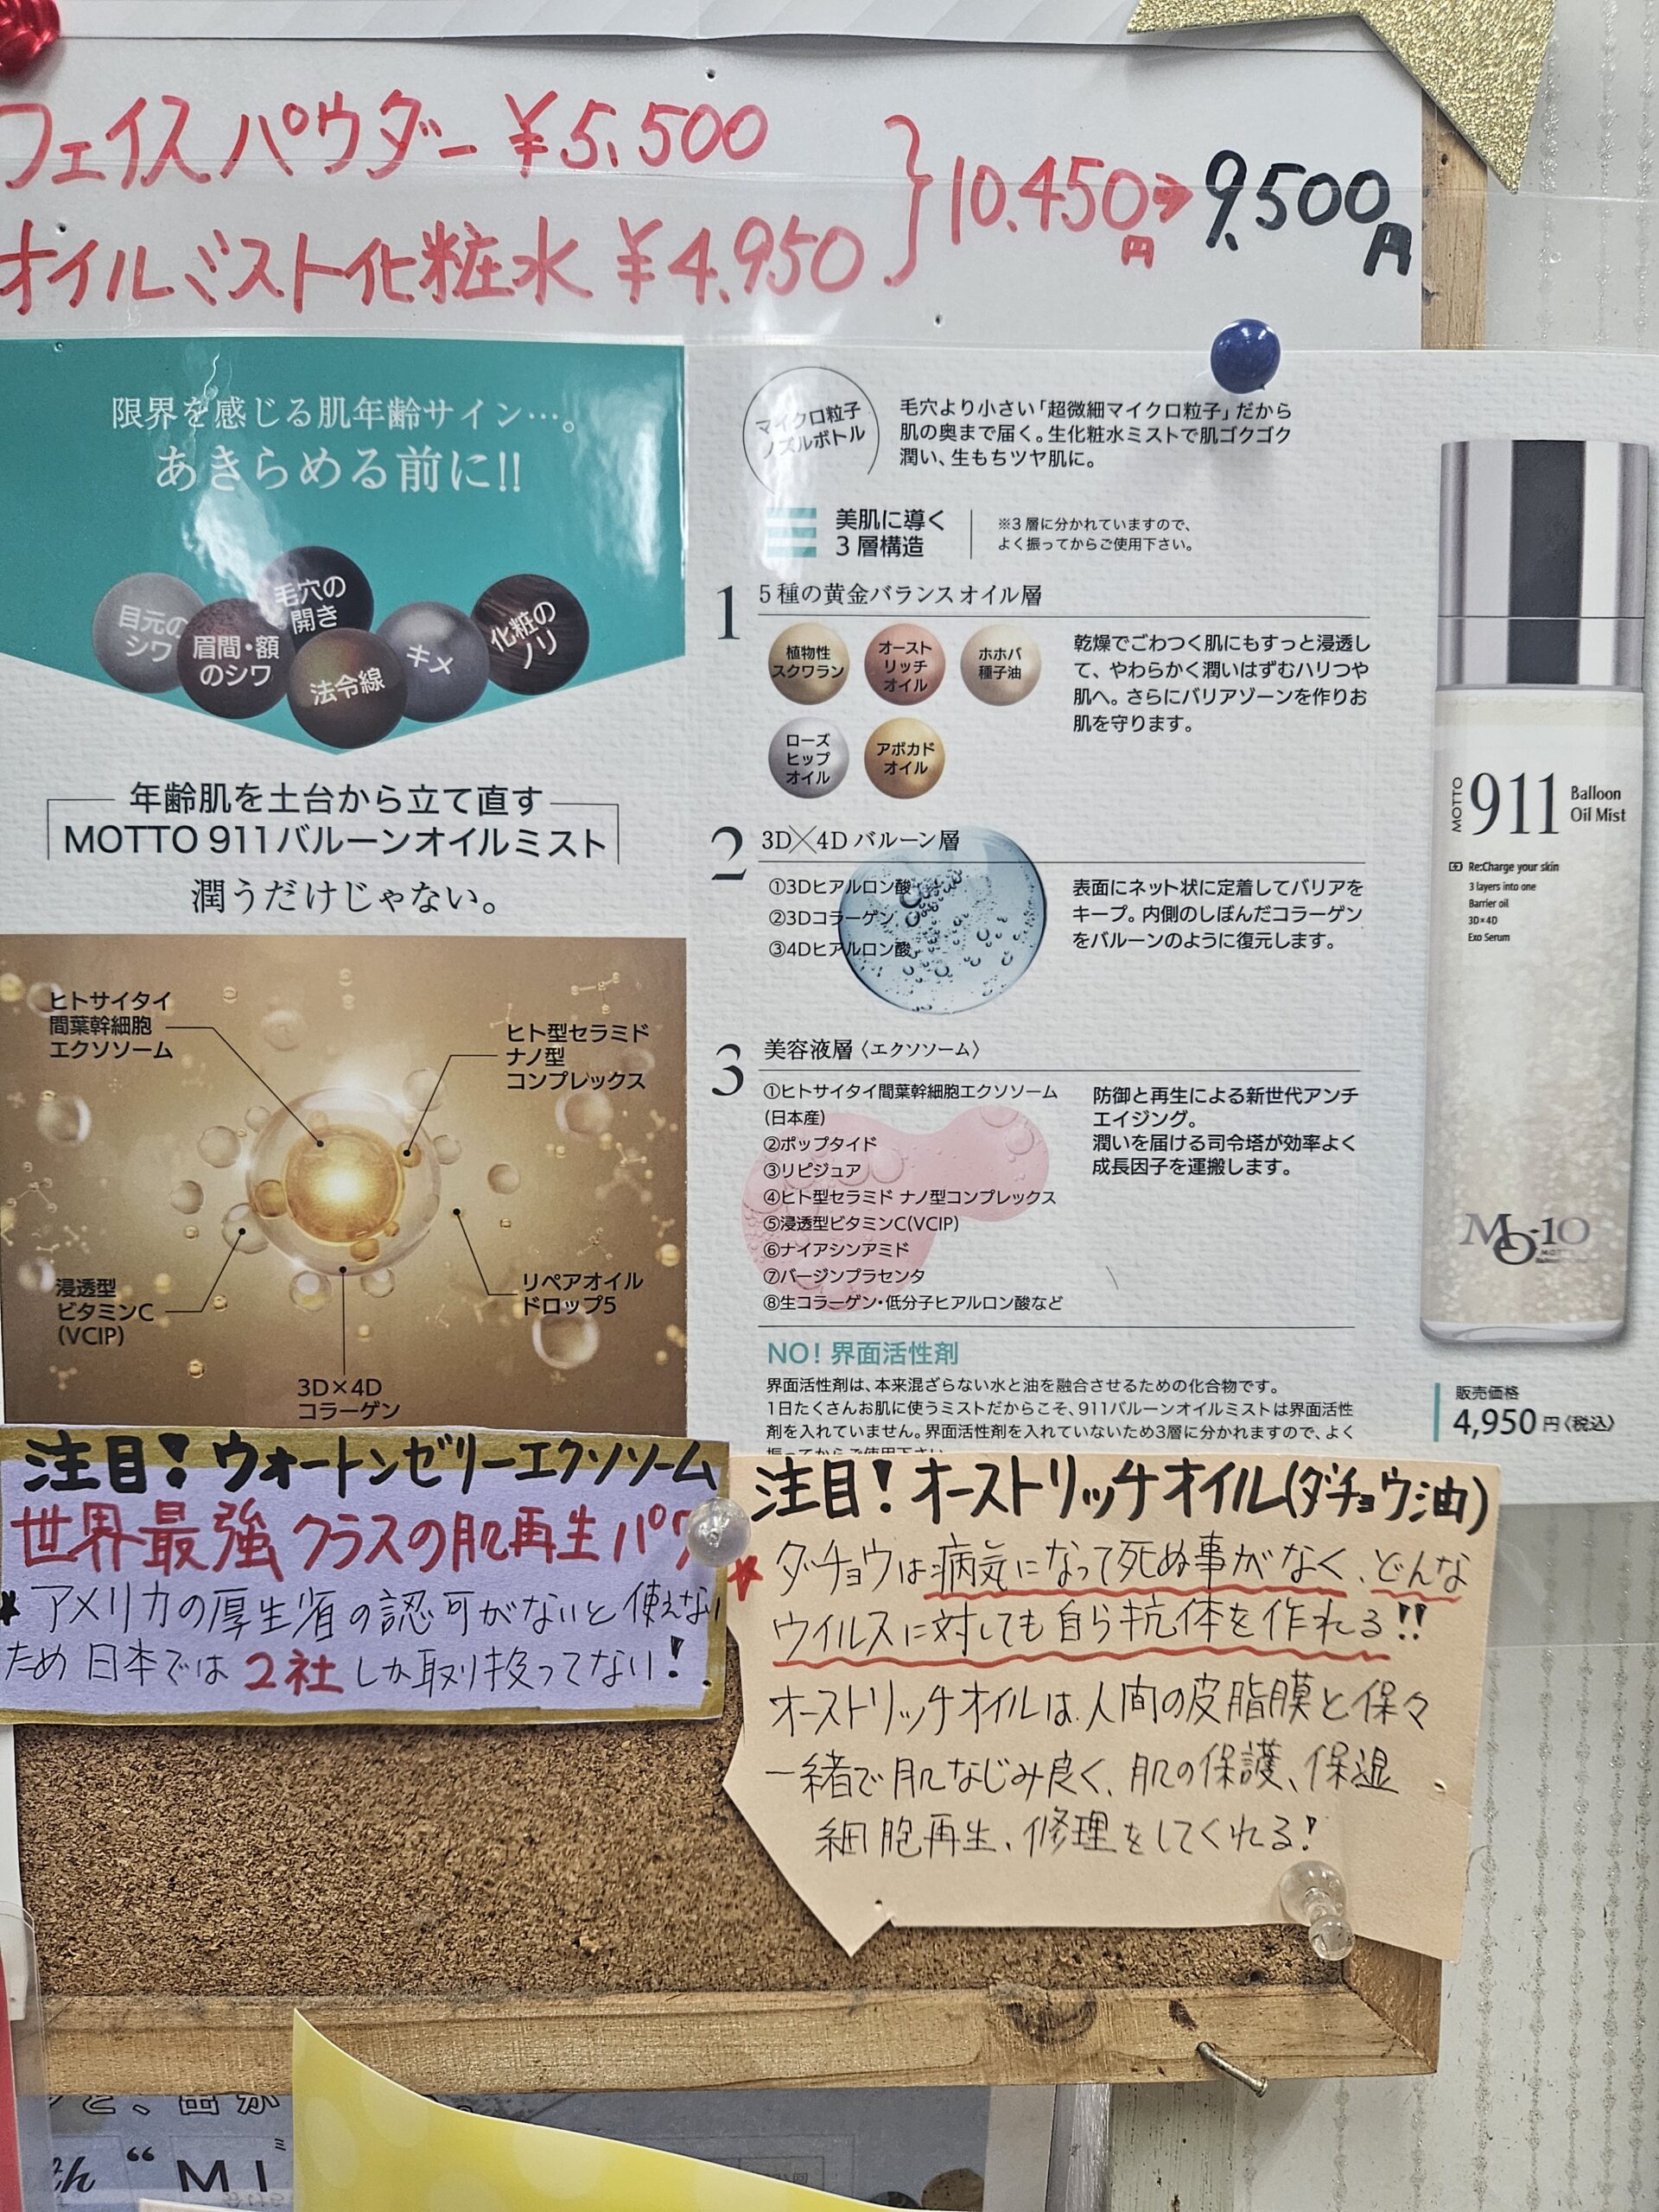 フェイスパウダー ¥5,500
オイルミスト化粧水 ¥4,950
10,450円→9,500円
限界を感じる肌年齢サイン…。
あきらめる前に!!
目元の
シワ
眉間・額
のシワ
毛穴の
開き
法令線
キメ
化粧の
ノリ
年齢肌を土台から立て直す
MOTTO 911バルーンオイルミスト
潤うだけじゃない。
ヒトサイタイ
間葉幹細胞
エクソソーム
ヒト型セラミド
ナノ型
コンプレックス
浸透型
ビタミンC
(VCIP)
リペアオイル
ドロップ5
3D×4D
コラーゲン
マイクロ粒子
ノズルボトル
毛穴より小さい「超微細マイクロ粒子」だから
肌の奥まで届く。生化粧水ミストで肌ゴクゴク
潤い、生もちツヤ肌に。
美肌に導く
3層構造
※3層に分かれていますので、
よく振ってからご使用下さい。
1 5種の黄金バランスオイル層
植物性
スクワラン
オースト
リッチ
オイル
ホホバ
種子油
ローズ
ヒップ
オイル
アボカド
オイル
乾燥でごわつく肌にもすっと浸透し
て、やわらかく潤いはずむハリつや
肌へ。さらにバリアゾーンを作りお
肌を守ります。
2 3D×4D バルーン層
①3Dヒアルロン酸
②3Dコラーゲン
③4Dヒアルロン酸
表面にネット状に定着してバリアを
キープ。内側のしぼんだコラーゲン
をバルーンのように復元します。
3 美容液層〈エクソソーム〉
①ヒトサイタイ間葉幹細胞エクソソーム
(日本産)
②ポップタイド
③リピジュア
④ヒト型セラミド ナノ型コンプレックス
⑤浸透型ビタミンC(VCIP)
⑥ナイアシンアミド
⑦バージンプラセンタ
⑧生コラーゲン・低分子ヒアルロン酸など
防御と再生による新世代アンチ
エイジング。
潤いを届ける司令塔が効率よく
成長因子を運搬します。
NO! 界面活性剤
界面活性剤は、本来混ざらない水と油を融合させるための化合物です。
1日たくさんお肌に使うミストだからこそ、911バルーンオイルミストは界面活性
剤を入れていません。界面活性剤を入れていないため3層に分かれますので、よく
振ってからご使用下さい
MOTTO 911 Balloon
Oil Mist
Re:Charge your skin
3 layers into one
Barrier oil
3D×4D
Exo Serum
MO-10
販売価格
4,950円〈税込〉
注目!ウォートンゼリーエクソソーム
世界最強クラスの肌再生パワ
★アメリカの厚生省の認可がないと使えない
ため日本では2社しか取り扱ってない!
注目!オーストリッチオイル(ダチョウ油)
★ダチョウは病気になって死ぬ事がなく、どんな
ウイルスに対しても自ら抗体を作れる!!
オーストリッチオイルは人間の皮脂膜と保々
一緒で肌なじみ良く、肌の保護、保湿
細胞再生、修理をしてくれる!
"MI